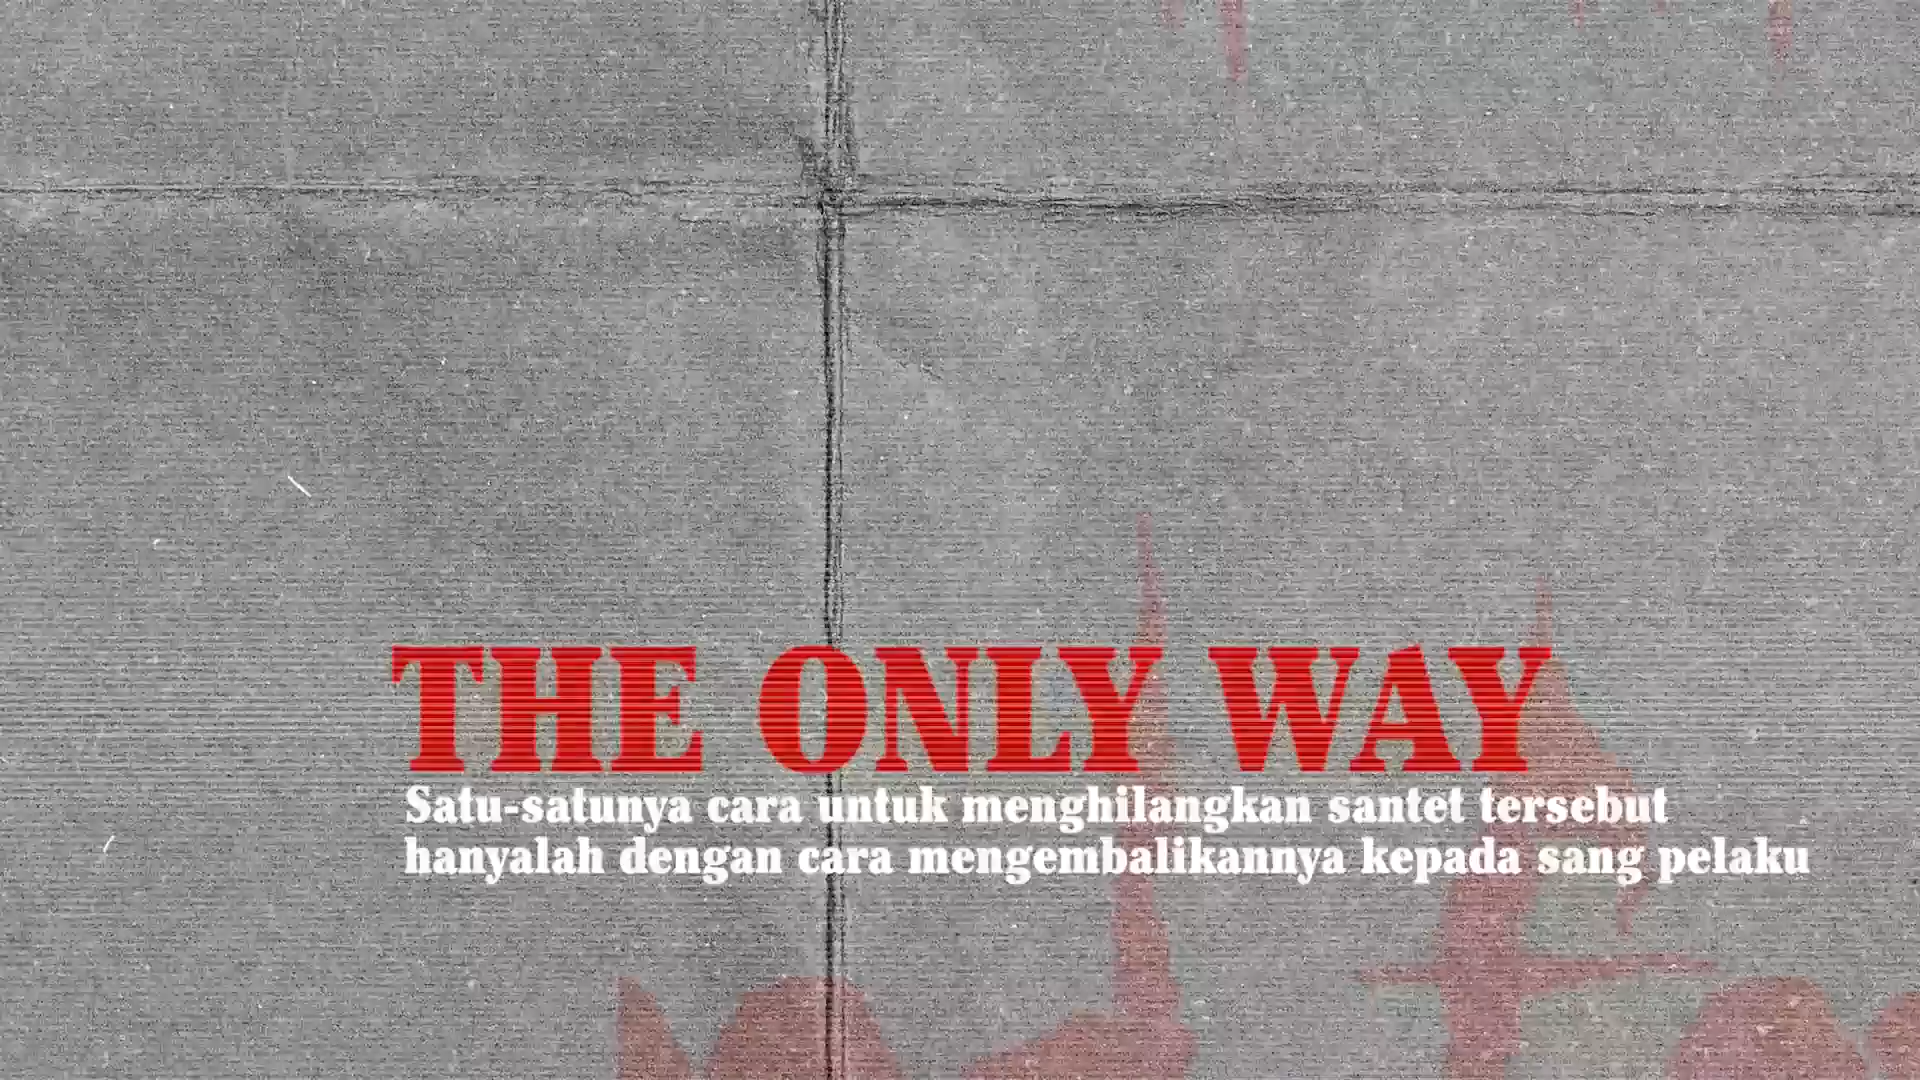 THE ONLY WAY
Satu-satunya cara untuk menghilangkan santet tersebut
hanyalah dengan cara mengembalikannya kepada sang pelaku